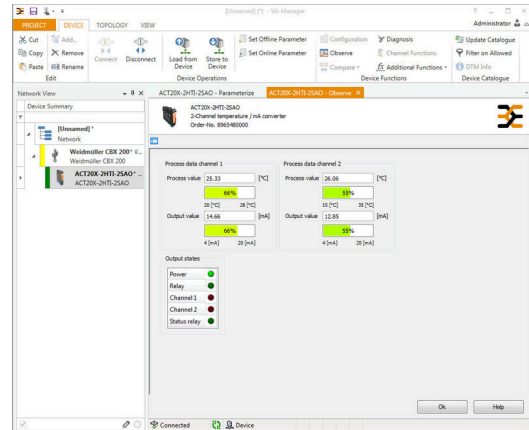 [Unnamed] (*) - WI-Manager
PROJECT DEVICE TOPOLOGY VIEW Administrator
Cut Add...
Copy Remove
Paste Rename
Edit
Connect Disconnect
Load from Device
Store to Device
Set Offline Parameter
Set Online Parameter
Device Operations
Configuration Diagnosis
Observe Channel Functions
Compare Additional Functions
Device Functions
Update Catalogue
Filter on Allowed
DTM Info
Device Catalogue
Network View
Device Summary
[Unnamed]*
Network
Weidmuller CBX 200
ACT20X-2HTI-2SAO* ...
ACT20X-2HTI-2SAO
ACT20X-2HTI-2SAO - Parameterize ACT20X-2HTI-2SAO - Observe
ACT20X-2HTI-2SAO
2-Channel temperature / mA converter
Order-No. 8965480000
Process data channel 1
Process value 25.33 [°C]
66%
20 [°C] 28 [°C]
Output value 14.66 [mA]
66%
4 [mA] 20 [mA]
Process data channel 2
Process value 26.06 [°C]
55%
15 [°C] 35 [°C]
Output value 12.85 [mA]
55%
4 [mA] 20 [mA]
Output states
Power
Relay
Channel 1
Channel 2
Status relay
Ok Help
Connected Device